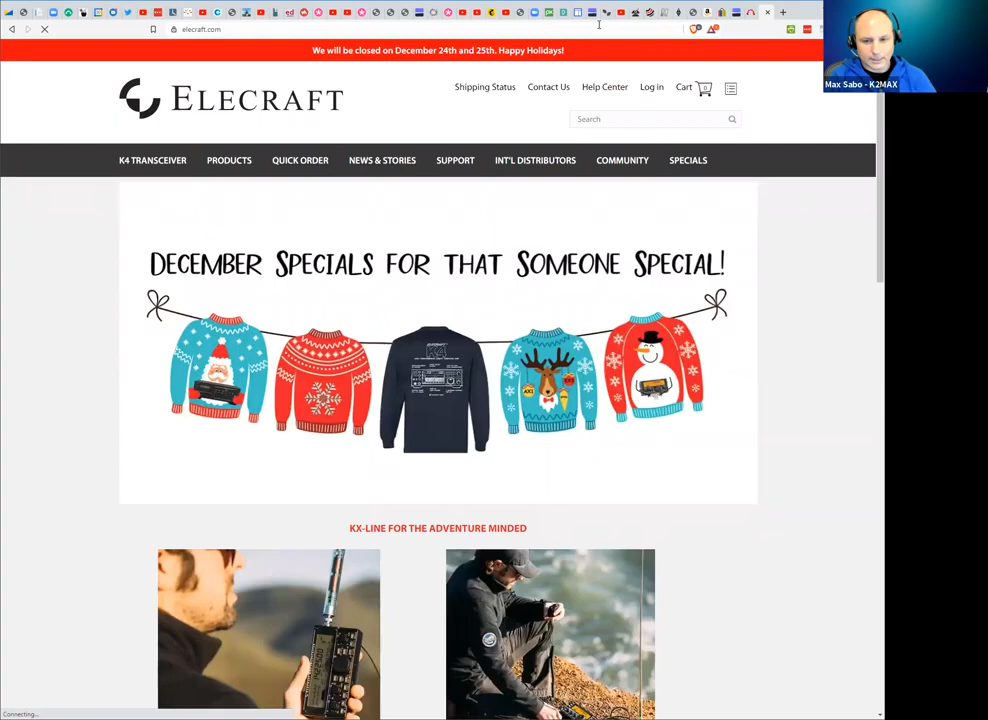 elecraft.com
We will be closed on December 24th and 25th. Happy Holidays!
Max Sabo - K2MAX
ELECRAFT
Shipping Status Contact Us Help Center Log in Cart 0
Search
K4 TRANSCEIVER PRODUCTS QUICK ORDER NEWS & STORIES SUPPORT INT'L DISTRIBUTORS COMMUNITY SPECIALS
DECEMBER SPECIALS FOR THAT SOMEONE SPECIAL!
K4
KX-LINE FOR THE ADVENTURE MINDED
Connecting...